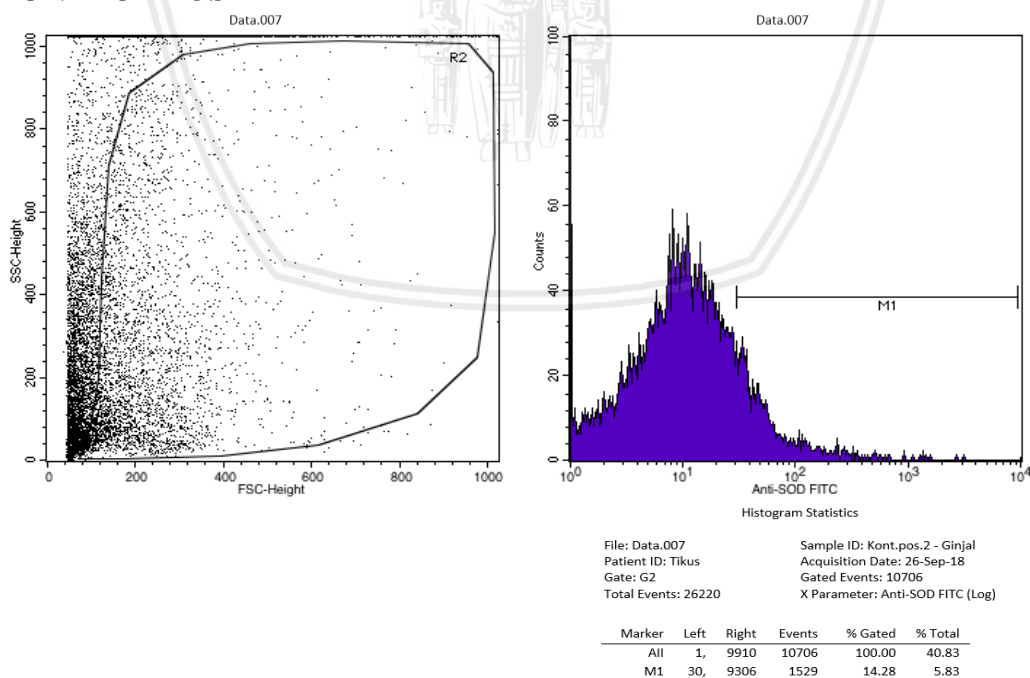 Data.007
1000
800
600
400
200
0
SSC-Height
R2
0 200 400 600 800 1000
FSC-Height
Data.007
100
80
60
40
20
0
Counts
M1
10^0 10^1 10^2 10^3 10^4
Anti-SOD FITC
Histogram Statistics
File: Data.007 Sample ID: Kont.pos.2 - Ginjal
Patient ID: Tikus Acquisition Date: 26-Sep-18
Gate: G2 Gated Events: 10706
Total Events: 26220 X Parameter: Anti-SOD FITC (Log)
Marker Left Right Events % Gated % Total
All 1, 9910 10706 100.00 40.83
M1 30, 9306 1529 14.28 5.83